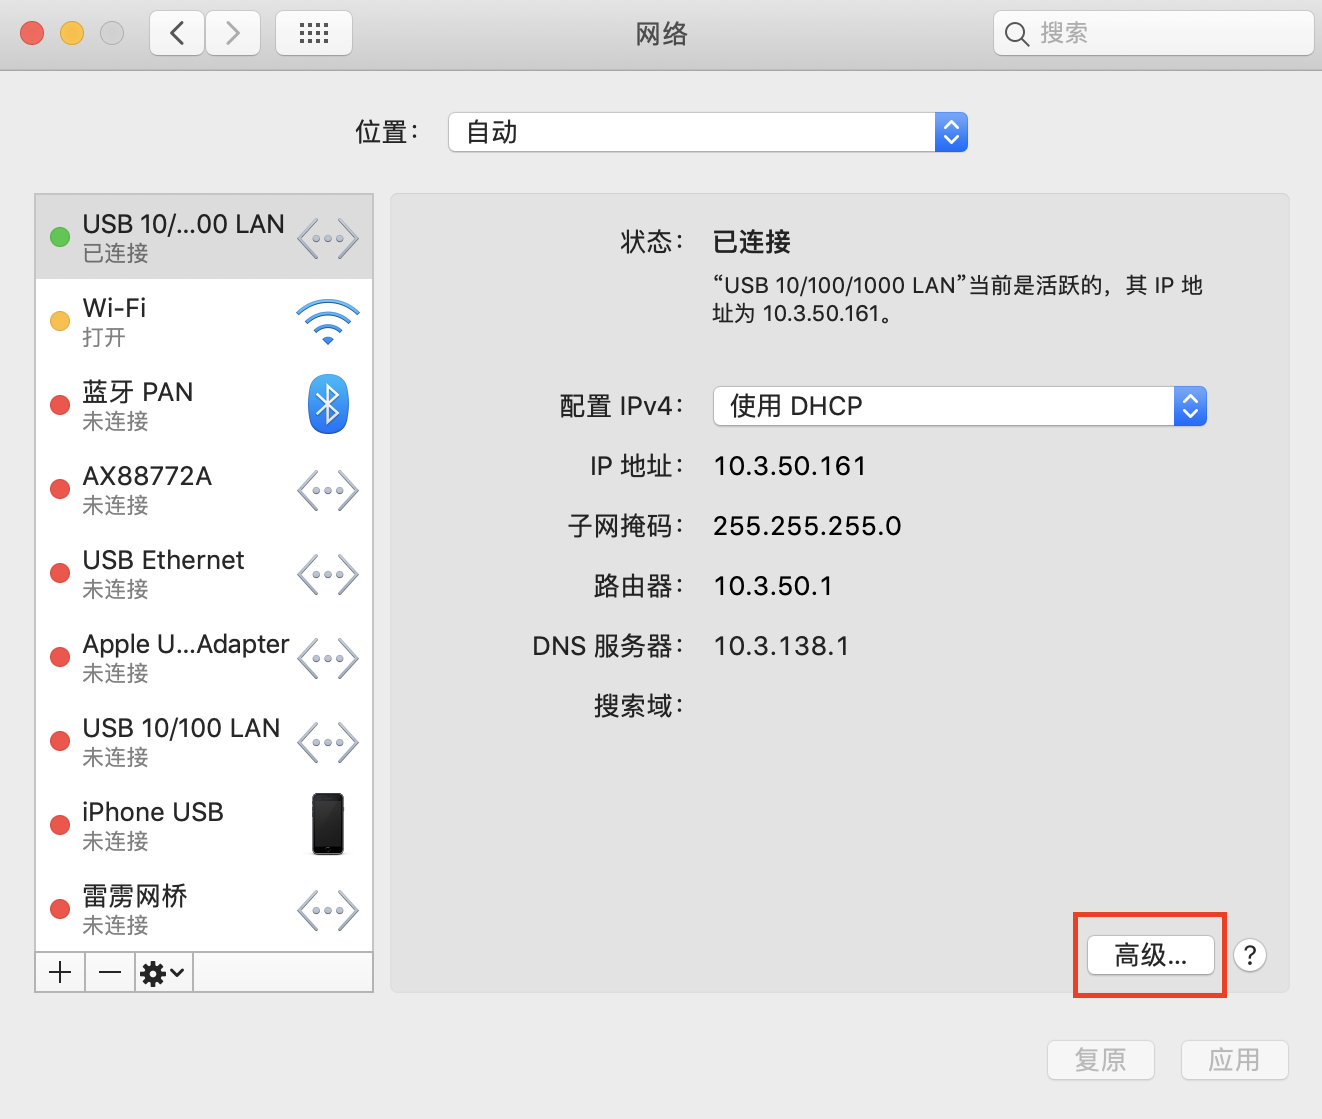 网络
搜索
位置：
自动
USB 10/...00 LAN
已连接
Wi-Fi
打开
蓝牙 PAN
未连接
AX88772A
未连接
USB Ethernet
未连接
Apple U...Adapter
未连接
USB 10/100 LAN
未连接
iPhone USB
未连接
雷雳网桥
未连接
状态： 已连接
“USB 10/100/1000 LAN”当前是活跃的，其 IP 地
址为 10.3.50.161。
配置 IPv4： 使用 DHCP
IP 地址： 10.3.50.161
子网掩码： 255.255.255.0
路由器： 10.3.50.1
DNS 服务器： 10.3.138.1
搜索域：
高级... ?
复原 应用